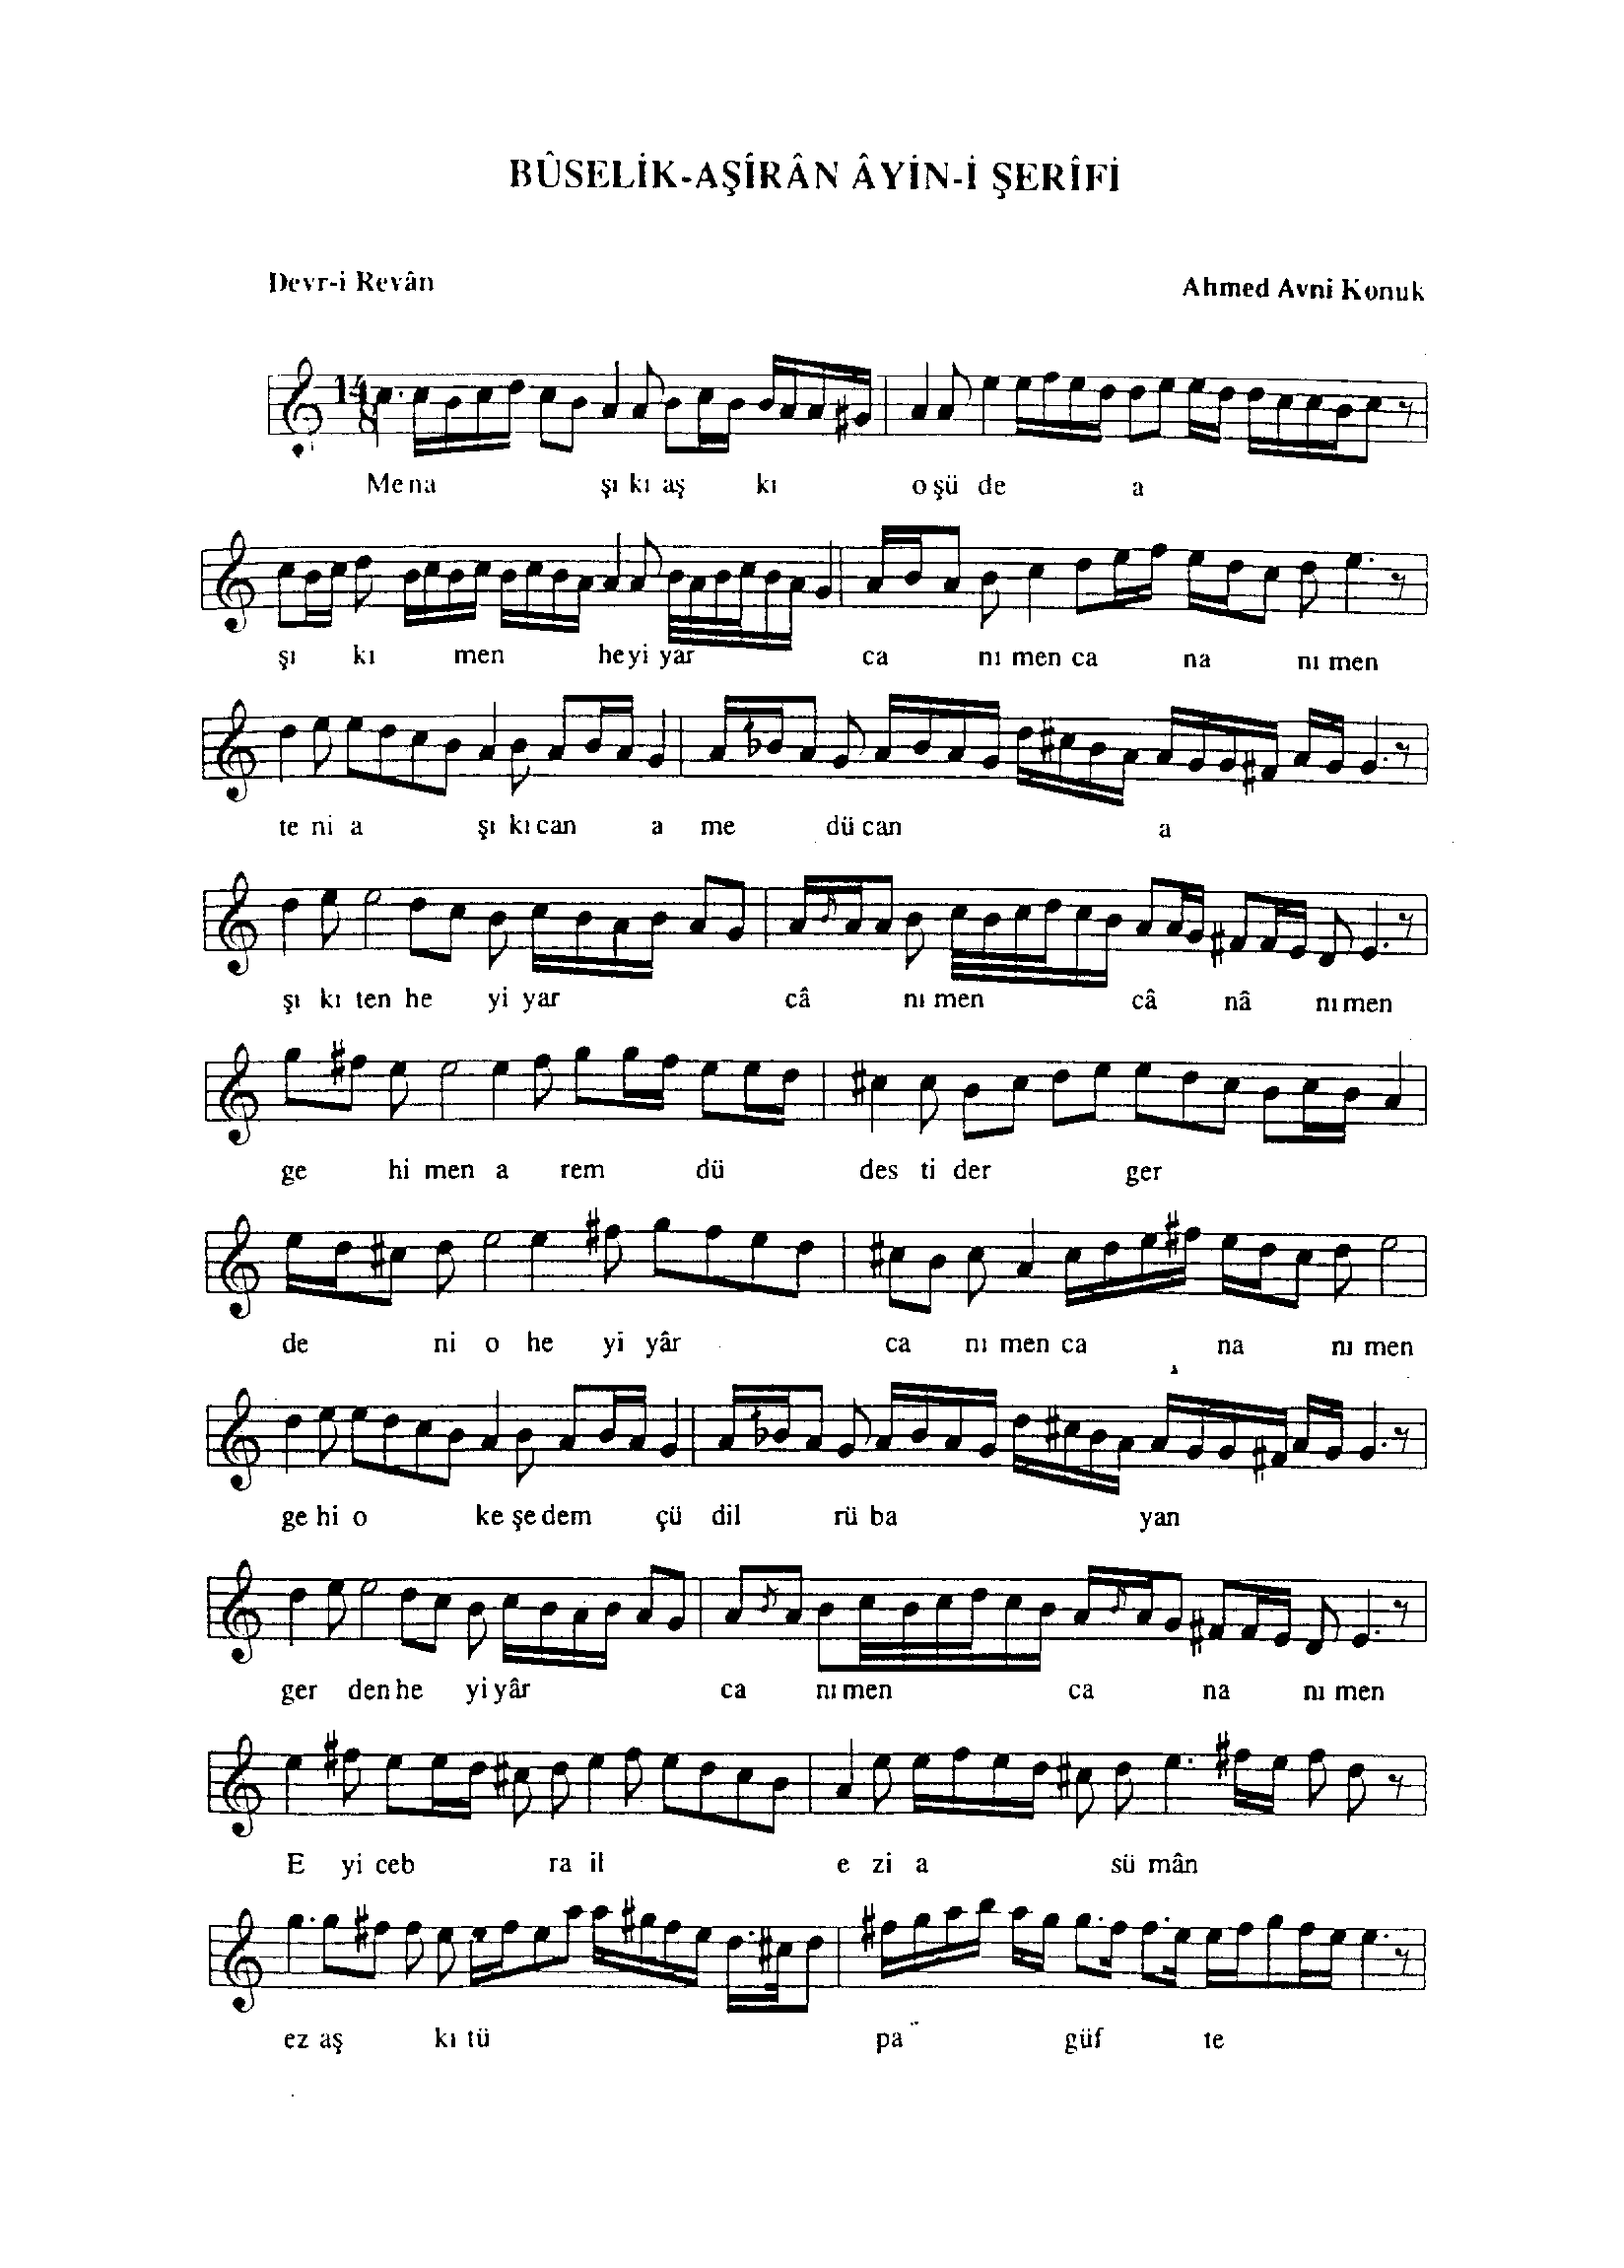 BÛSELİK-AŞÎRÂN ÂYİN-İ ŞERÎFİ
Devr-i Revân
Ahmed Avni Konuk
14
8
Me na şı kı aş kı o şü de a
şı kı men he yi yar ca nı men ca na nı men
te ni a şı kı can a me dü can a
şı kı ten he yi yar câ nı men câ nâ nı men
ge hi men a rem dü des ti der ger
de ni o he yi yâr ca nı men ca na nı men
ge hi o ke şe dem çü dil rü ba yan
ger den he yi yâr ca nı men ca na nı men
E yi ceb ra il e zi a sü mân
ez aş kı tü pa güf te